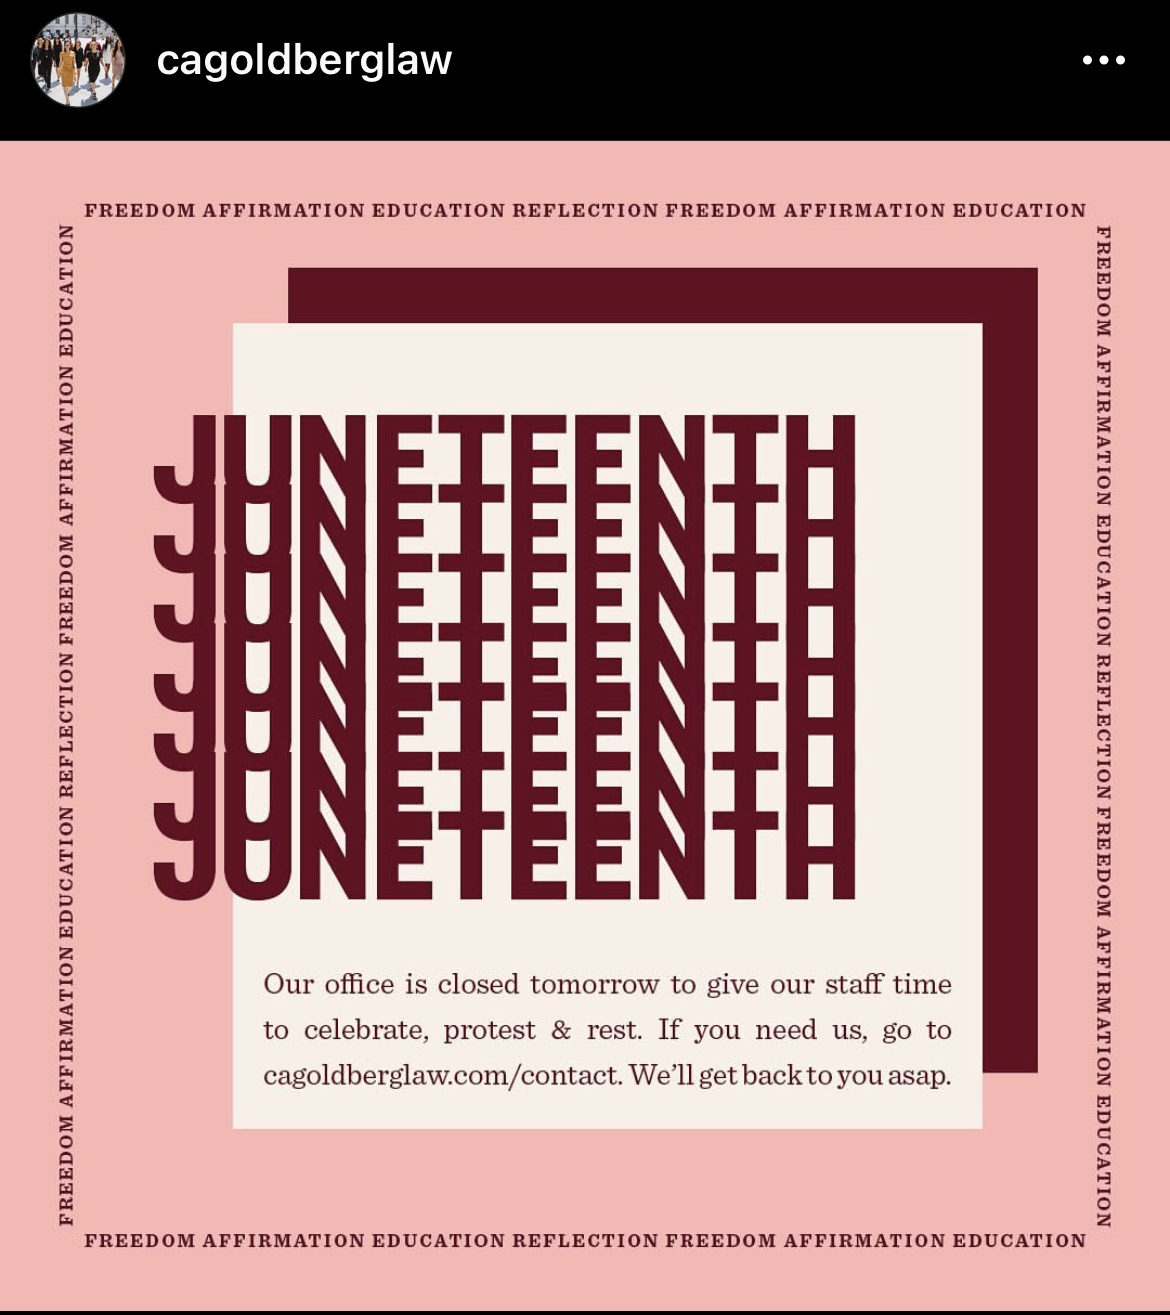 cagoldberglaw
FREEDOM AFFIRMATION EDUCATION REFLECTION FREEDOM AFFIRMATION EDUCATION
FREEDOM AFFIRMATION EDUCATION REFLECTION FREEDOM AFFIRMATION EDUCATION
JUNETEENTH
JUNETEENTH
JUNETEENTH
JUNETEENTH
JUNETEENTH
JUNETEENTH
JUNETEENTH
Our office is closed tomorrow to give our staff time
to celebrate, protest & rest. If you need us, go to
cagoldberglaw.com/contact. We’ll get back to you asap.
FREEDOM AFFIRMATION EDUCATION REFLECTION FREEDOM AFFIRMATION EDUCATION
FREEDOM AFFIRMATION EDUCATION REFLECTION FREEDOM AFFIRMATION EDUCATION